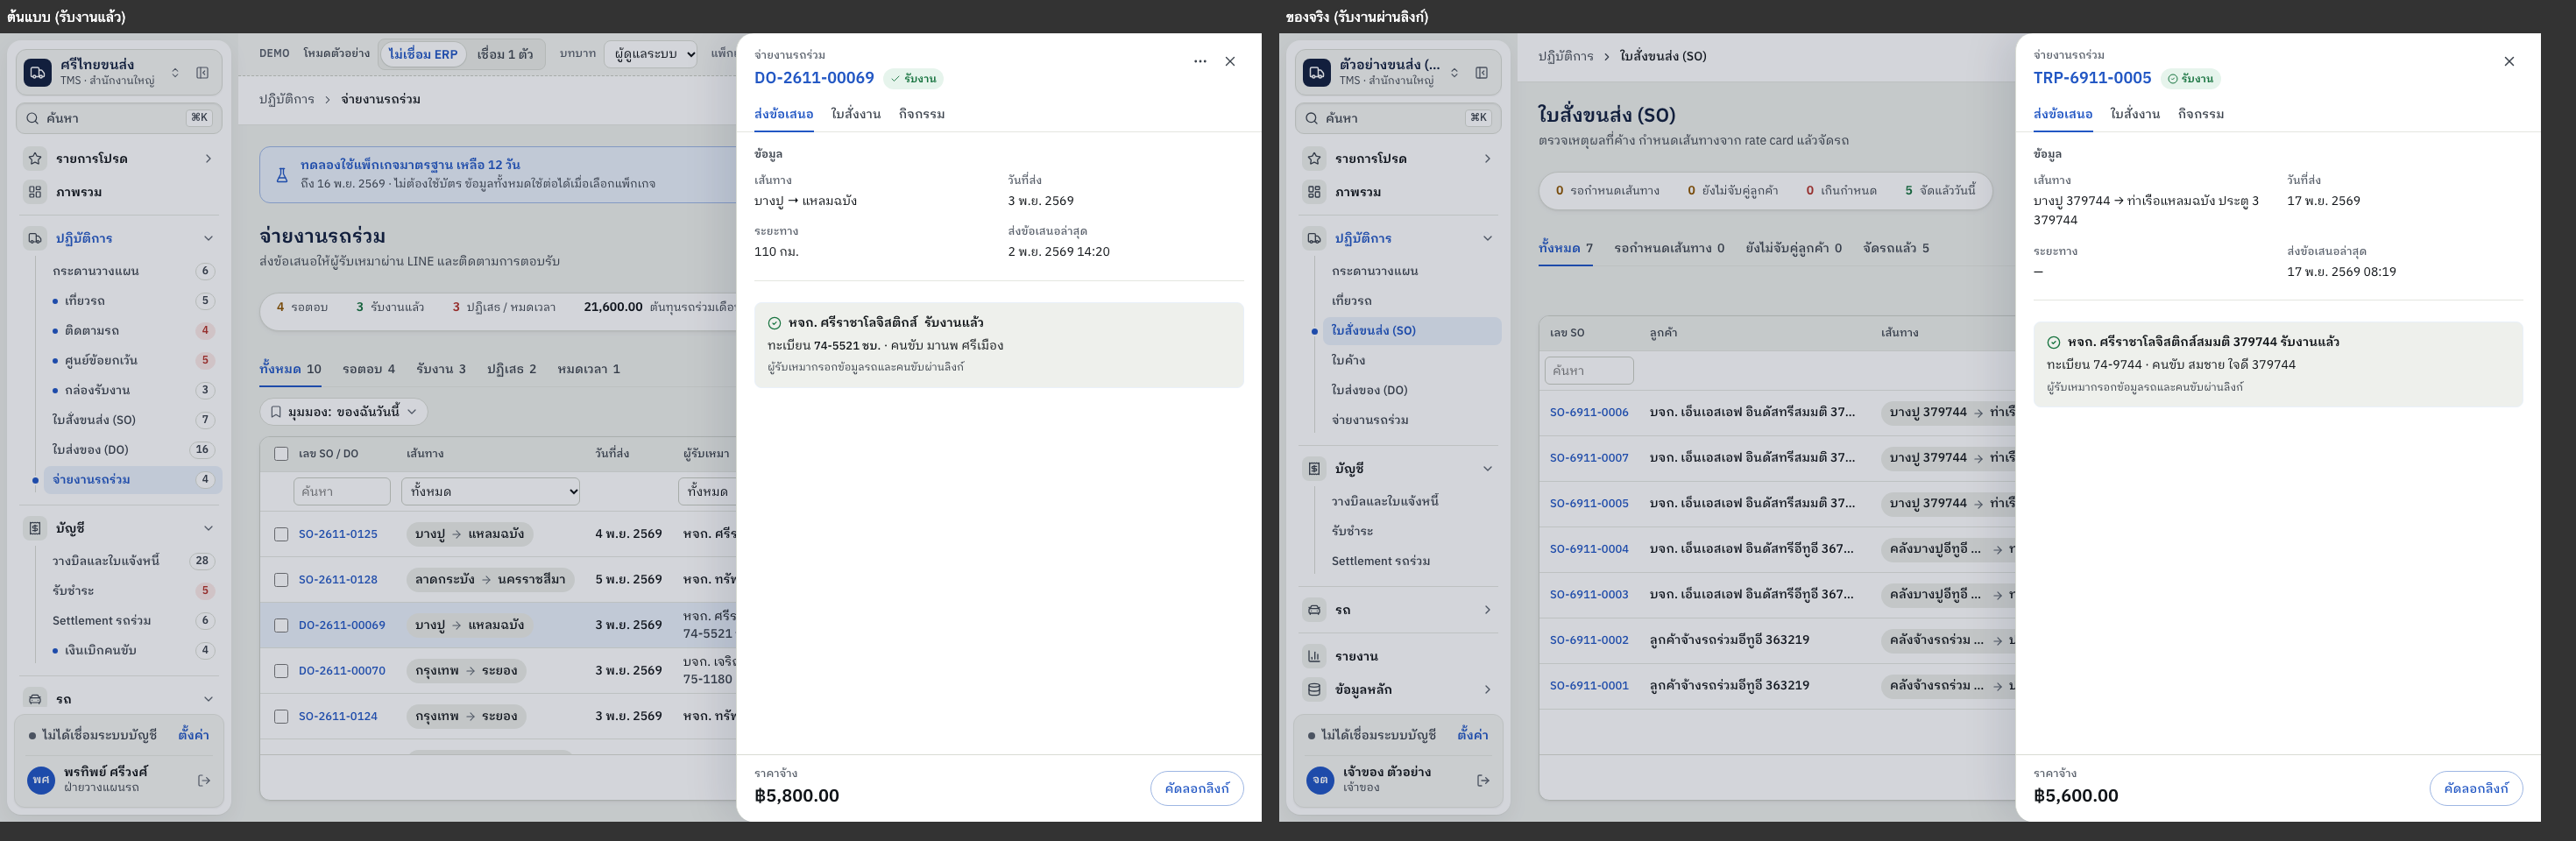 ต้นแบบ (รับงานแล้ว)
ศรีไทยขนส่ง
TMS · สำนักงานใหญ่
ค้นหา ⌘K
รายการโปรด
ภาพรวม
ปฏิบัติการ
กระดานวางแผน 6
เที่ยวรถ 5
ติดตามรถ 4
ศูนย์ข้อยกเว้น 5
กล่องรับงาน 3
ใบสั่งขนส่ง (SO) 7
ใบส่งของ (DO) 16
จ่ายงานรถร่วม 4
บัญชี
วางบิลและใบแจ้งหนี้ 28
รับชำระ 5
Settlement รถร่วม 6
เงินเบิกคนขับ 4
รถ
ไม่ได้เชื่อมระบบบัญชี ตั้งค่า
พศ
พรทิพย์ ศรีวงศ์
ฝ่ายวางแผนรถ
DEMO โหมดตัวอย่าง ไม่เชื่อม ERP เชื่อม 1 ตัว บทบาท ผู้ดูแลระบบ
ปฏิบัติการ > จ่ายงานรถร่วม
ทดลองใช้แพ็กเกจมาตรฐาน เหลือ 12 วัน
ถึง 16 พ.ย. 2569 · ไม่ต้องใช้บัตร ข้อมูลทั้งหมดใช้ต่อได้เมื่อเลือกแพ็กเกจ
จ่ายงานรถร่วม
ส่งข้อเสนอให้ผู้รับเหมาผ่าน LINE และติดตามการตอบรับ
4 รอตอบ 3 รับงานแล้ว 3 ปฏิเสธ / หมดเวลา 21,600.00
ทั้งหมด 10 รอตอบ 4 รับงาน 3 ปฏิเสธ 2 หมดเวลา 1
มุมมอง: ของฉันวันนี้
เลข SO / DO เส้นทาง วันที่ส่ง ผู้รับเหมา
ค้นหา ทั้งหมด ทั้งหมด
SO-2611-0125 บางปู → แหลมฉบัง 4 พ.ย. 2569 หจก.
SO-2611-0128 ลาดกระบัง → นครราชสีมา 5 พ.ย. 2569 หจก.
DO-2611-00069 บางปู → แหลมฉบัง 3 พ.ย. 2569 หจก.
74-5521
DO-2611-00070 กรุงเทพ → ระยอง 3 พ.ย. 2569 บจก.
75-1180
SO-2611-0124 กรุงเทพ → ระยอง 3 พ.ย. 2569 หจก.
จ่ายงานรถร่วม
DO-2611-00069 รับงาน
ส่งข้อเสนอ ใบสั่งงาน กิจกรรม
ข้อมูล
เส้นทาง วันที่ส่ง
บางปู → แหลมฉบัง 3 พ.ย. 2569
ระยะทาง ส่งข้อเสนอล่าสุด
110 กม. 2 พ.ย. 2569 14:20
หจก. ศรีราชาโลจิสติกส์ รับงานแล้ว
ทะเบียน 74-5521 ชบ. · คนขับ มานพ ศรีเมือง
ผู้รับเหมากรอกข้อมูลรถและคนขับผ่านลิงก์
ราคาจ้าง
฿5,800.00 คัดลอกลิงก์
ของจริง (รับงานผ่านลิงก์)
ตัวอย่างขนส่ง (...
TMS · สำนักงานใหญ่
ค้นหา ⌘K
รายการโปรด
ภาพรวม
ปฏิบัติการ
กระดานวางแผน
เที่ยวรถ
ใบสั่งขนส่ง (SO)
ใบค้าง
ใบส่งของ (DO)
จ่ายงานรถร่วม
บัญชี
วางบิลและใบแจ้งหนี้
รับชำระ
Settlement รถร่วม
รถ
รายงาน
ข้อมูลหลัก
ไม่ได้เชื่อมระบบบัญชี ตั้งค่า
จต
เจ้าของ ตัวอย่าง
เจ้าของ
ปฏิบัติการ > ใบสั่งขนส่ง (SO)
ใบสั่งขนส่ง (SO)
ตรวจเหตุผลที่ค้าง กำหนดเส้นทางจาก rate card แล้วจัดรถ
0 รอกำหนดเส้นทาง 0 ยังไม่จับคู่ลูกค้า 0 เกินกำหนด 5 จัดแล้ววันนี้
ทั้งหมด 7 รอกำหนดเส้นทาง 0 ยังไม่จับคู่ลูกค้า 0 จัดรถแล้ว 5
เลข SO ลูกค้า เส้นทาง
ค้นหา
SO-6911-0006 บจก. เอ็นเอสเอฟ อินดัสทรีสมมติ 37... บางปู 379744 →
SO-6911-0007 บจก. เอ็นเอสเอฟ อินดัสทรีสมมติ 37... บางปู 379744 →
SO-6911-0005 บจก. เอ็นเอสเอฟ อินดัสทรีสมมติ 37... บางปู 379744 →
SO-6911-0004 บจก. เอ็นเอสเอฟ อินดัสทรีอีทูอี 367... คลังบางปูอีทูอี ... →
SO-6911-0003 บจก. เอ็นเอสเอฟ อินดัสทรีอีทูอี 367... คลังบางปูอีทูอี ... →
SO-6911-0002 ลูกค้าจ้างรถร่วมอีทูอี 363219 คลังจ้างรถร่วม ... →
SO-6911-0001 ลูกค้าจ้างรถร่วมอีทูอี 363219 คลังจ้างรถร่วม ... →
จ่ายงานรถร่วม
TRP-6911-0005 รับงาน
ส่งข้อเสนอ ใบสั่งงาน กิจกรรม
ข้อมูล
เส้นทาง วันที่ส่ง
บางปู 379744 → ท่าเรือแหลมฉบัง ประตู 3 17 พ.ย. 2569
379744
ระยะทาง ส่งข้อเสนอล่าสุด
— 17 พ.ย. 2569 08:19
หจก. ศรีราชาโลจิสติกส์สมมติ 379744 รับงานแล้ว
ทะเบียน 74-9744 · คนขับ สมชาย ใจดี 379744
ผู้รับเหมากรอกข้อมูลรถและคนขับผ่านลิงก์
ราคาจ้าง
฿5,600.00 คัดลอกลิงก์